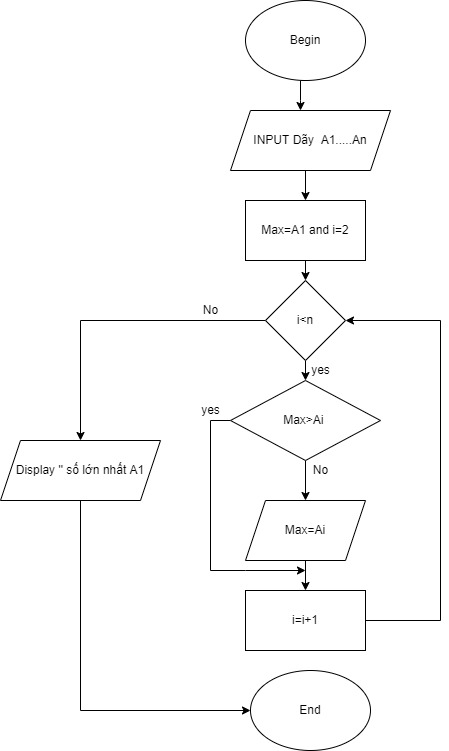 Begin
INPUT Dãy A1.....An
Max=A1 and i=2
i<n
No
yes
Max>Ai
yes
No
Display " số lớn nhất A1
Max=Ai
i=i+1
End